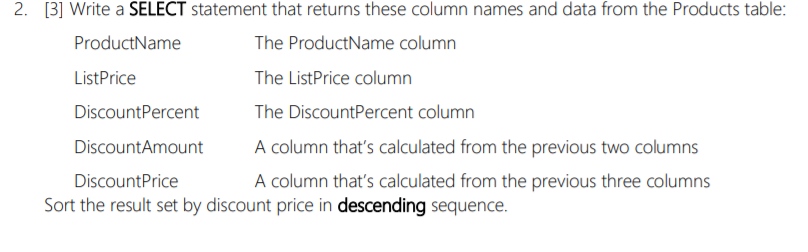 2. [3] Write a SELECT statement that returns these column names and data from the Products table:
ProductName The ProductName column
ListPrice The ListPrice column
DiscountPercent The DiscountPercent column
DiscountAmount A column that's calculated from the previous two columns
DiscountPrice A column that's calculated from the previous three columns
Sort the result set by discount price in descending sequence.